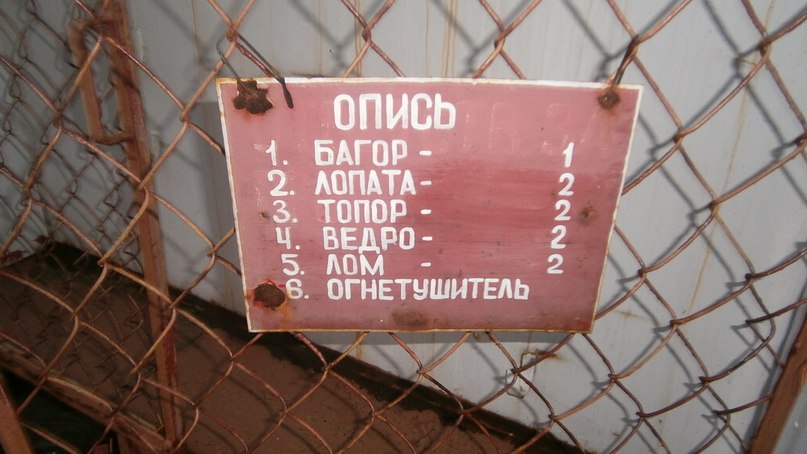 ОПИСЬ
1. БАГОР - 1
2. ЛОПАТА - 2
3. ТОПОР - 2
4. ВЕДРО - 2
5. ЛОМ - 2
6. ОГНЕТУШИТЕЛЬ